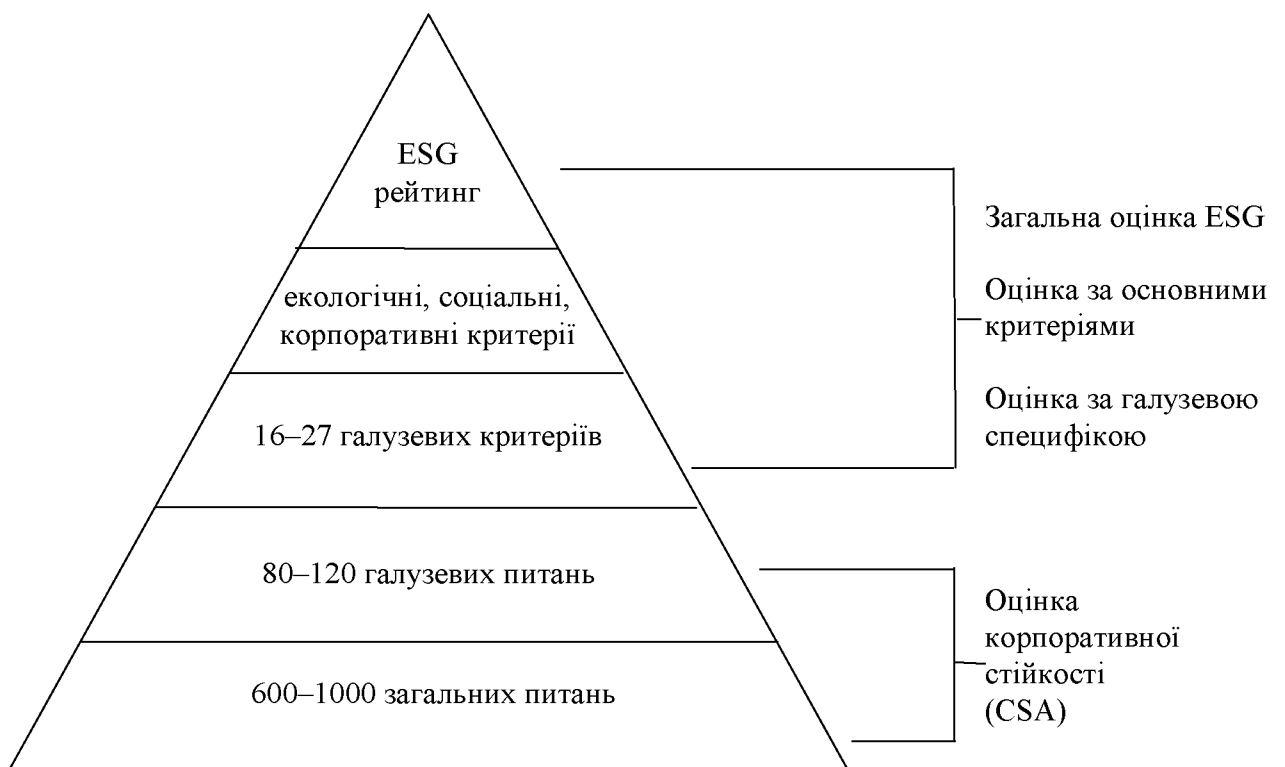 ESG
рейтинг
екологічні, соціальні,
корпоративні критерії
16–27 галузевих критеріїв
80–120 галузевих питань
600–1000 загальних питань
Загальна оцінка ESG
Оцінка за основними
критеріями
Оцінка за галузевою
специфікою
Оцінка
корпоративної
стійкості
(CSA)